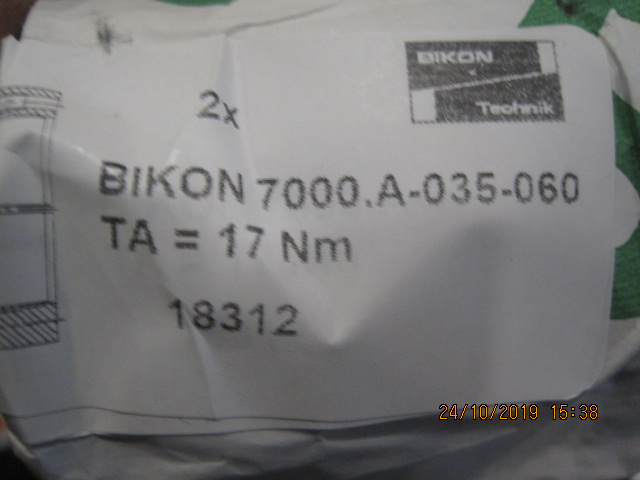 BIKON
Technik
2x
BIKON 7000.A-035-060
TA = 17 Nm
18312
24/10/2019 15:38